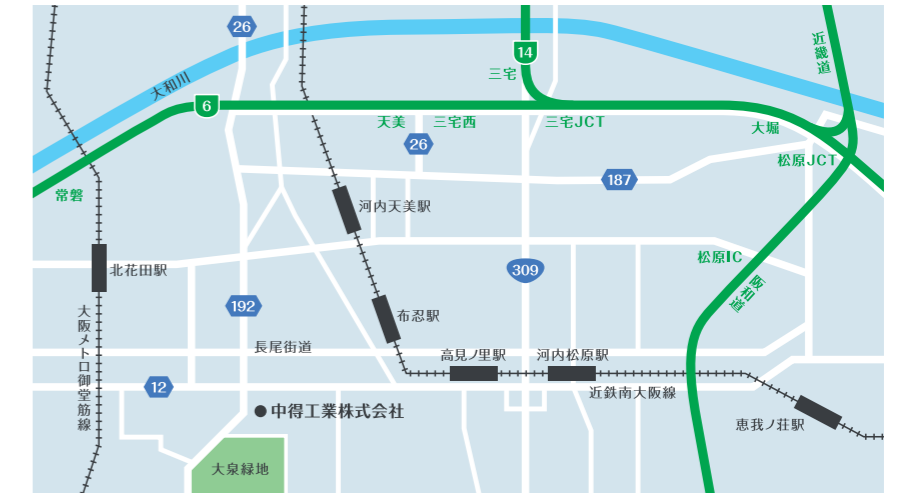 26
近畿道
14
三宅
大和川
6
天美
三宅西
三宅JCT
大堀
26
松原JCT
187
常磐
河内天美駅
松原IC
北花田駅
309
阪和道
192
布忍駅
大阪メトロ御堂筋線
長尾街道
高見ノ里駅
河内松原駅
12
近鉄南大阪線
中得工業株式会社
恵我ノ荘駅
大泉緑地